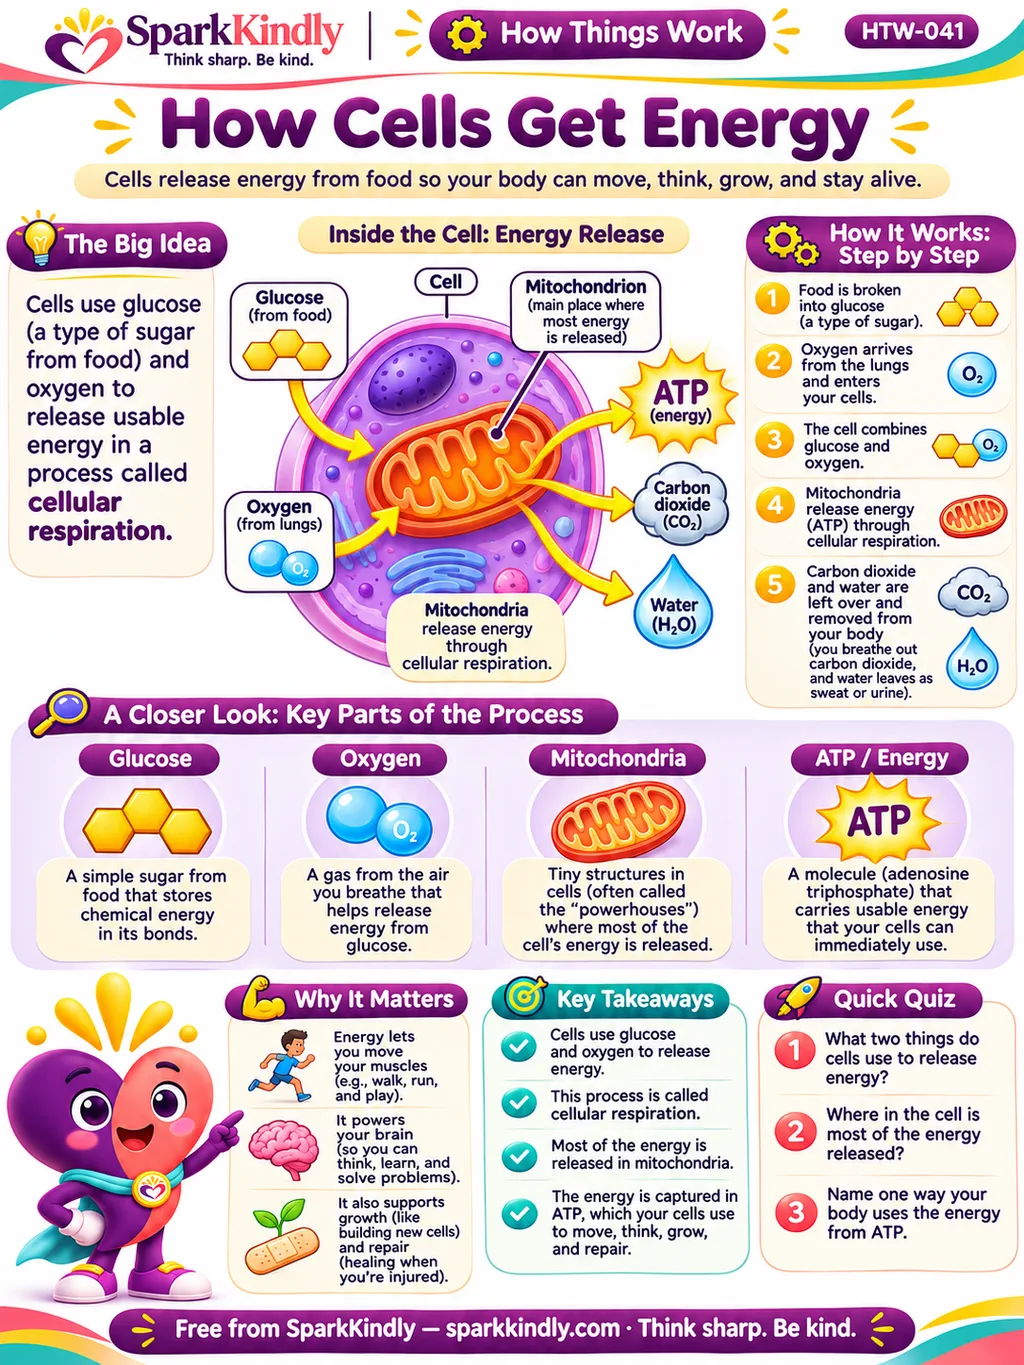 SparkKindly
Think sharp. Be kind.
How Things Work
HTW-041
How Cells Get Energy
Cells release energy from food so your body can move, think, grow, and stay alive.
The Big Idea
Cells use glucose
(a type of sugar
from food) and
oxygen to
release usable
energy in a
process called
cellular
respiration.
Inside the Cell: Energy Release
Glucose
(from food)
Cell
Mitochondrion
(main place where
most energy
is released)
ATP
(energy)
Oxygen
(from lungs)
O₂
Carbon
dioxide
(CO₂)
Water
(H₂O)
Mitochondria
release energy
through
cellular respiration.
How It Works:
Step by Step
1
Food is broken
into glucose
(a type of sugar).
2
Oxygen arrives
from the lungs
and enters
your cells.
O₂
3
The cell combines
glucose and
oxygen.
O₂
4
Mitochondria
release energy
(ATP) through
cellular respiration.
5
Carbon dioxide
and water are
left over and
removed from
your body
(you breathe out
carbon dioxide,
and water leaves as
sweat or urine).
CO₂
H₂O
A Closer Look: Key Parts of the Process
Glucose
A simple sugar from
food that stores
chemical energy
in its bonds.
Oxygen
O₂
A gas from the air
you breathe that
helps release
energy from
glucose.
Mitochondria
Tiny structures in
cells (often called
the “powerhouses”)
where most of the
cell’s energy is released.
ATP / Energy
ATP
A molecule (adenosine
triphosphate) that
carries usable energy
that your cells can
immediately use.
Why It Matters
Energy lets
you move
your muscles
(e.g., walk, run,
and play).
It powers
your brain
(so you can
think, learn, and
solve problems).
It also supports
growth (like
building new cells)
and repair
(healing when
you’re injured).
Key Takeaways
Cells use glucose
and oxygen to release
energy.
This process is called
cellular respiration.
Most of the energy is
released in mitochondria.
The energy is captured in
ATP, which your cells use
to move, think, grow,
and repair.
Quick Quiz
1
What two things do
cells use to release
energy?
2
Where in the cell is
most of the energy
released?
3
Name one way your
body uses the energy
from ATP.
Free from SparkKindly — sparkkindly.com · Think sharp. Be kind.